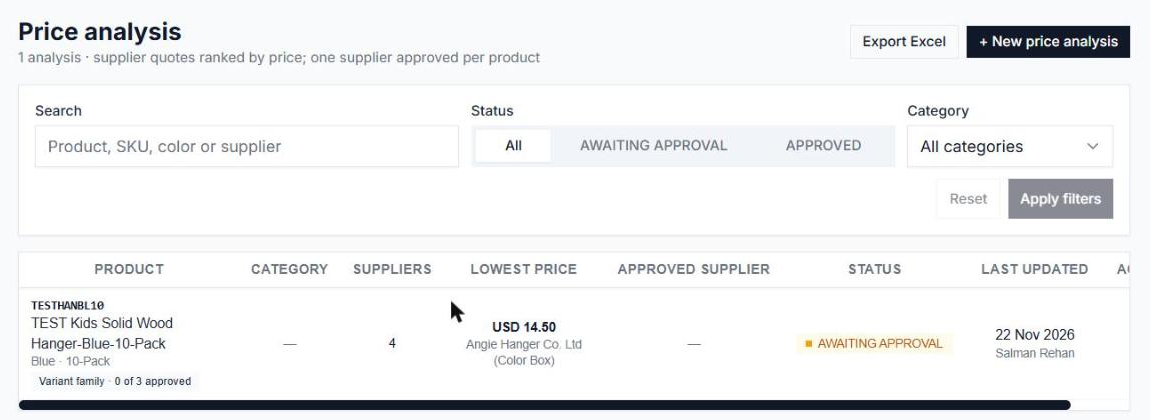 Price analysis
1 analysis · supplier quotes ranked by price; one supplier approved per product
Export Excel
+ New price analysis
Search
Status
Category
Product, SKU, color or supplier
All
AWAITING APPROVAL
APPROVED
All categories
Reset
Apply filters
PRODUCT CATEGORY SUPPLIERS LOWEST PRICE APPROVED SUPPLIER STATUS LAST UPDATED
TESTHANBL10
TEST Kids Solid Wood
Hanger-Blue-10-Pack
Blue · 10-Pack
Variant family · 0 of 3 approved
—
4
USD 14.50
Angie Hanger Co. Ltd
(Color Box)
—
AWAITING APPROVAL
22 Nov 2026
Salman Rehan